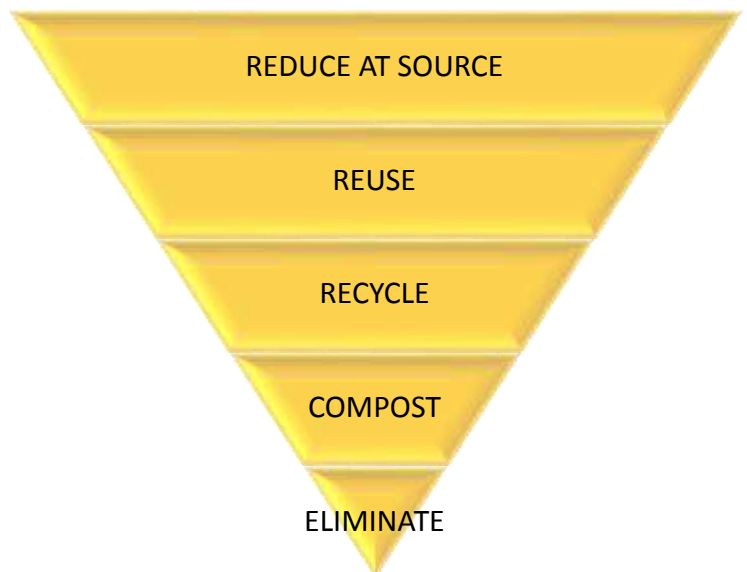 REDUCE AT SOURCE
REUSE
RECYCLE
COMPOST
ELIMINATE